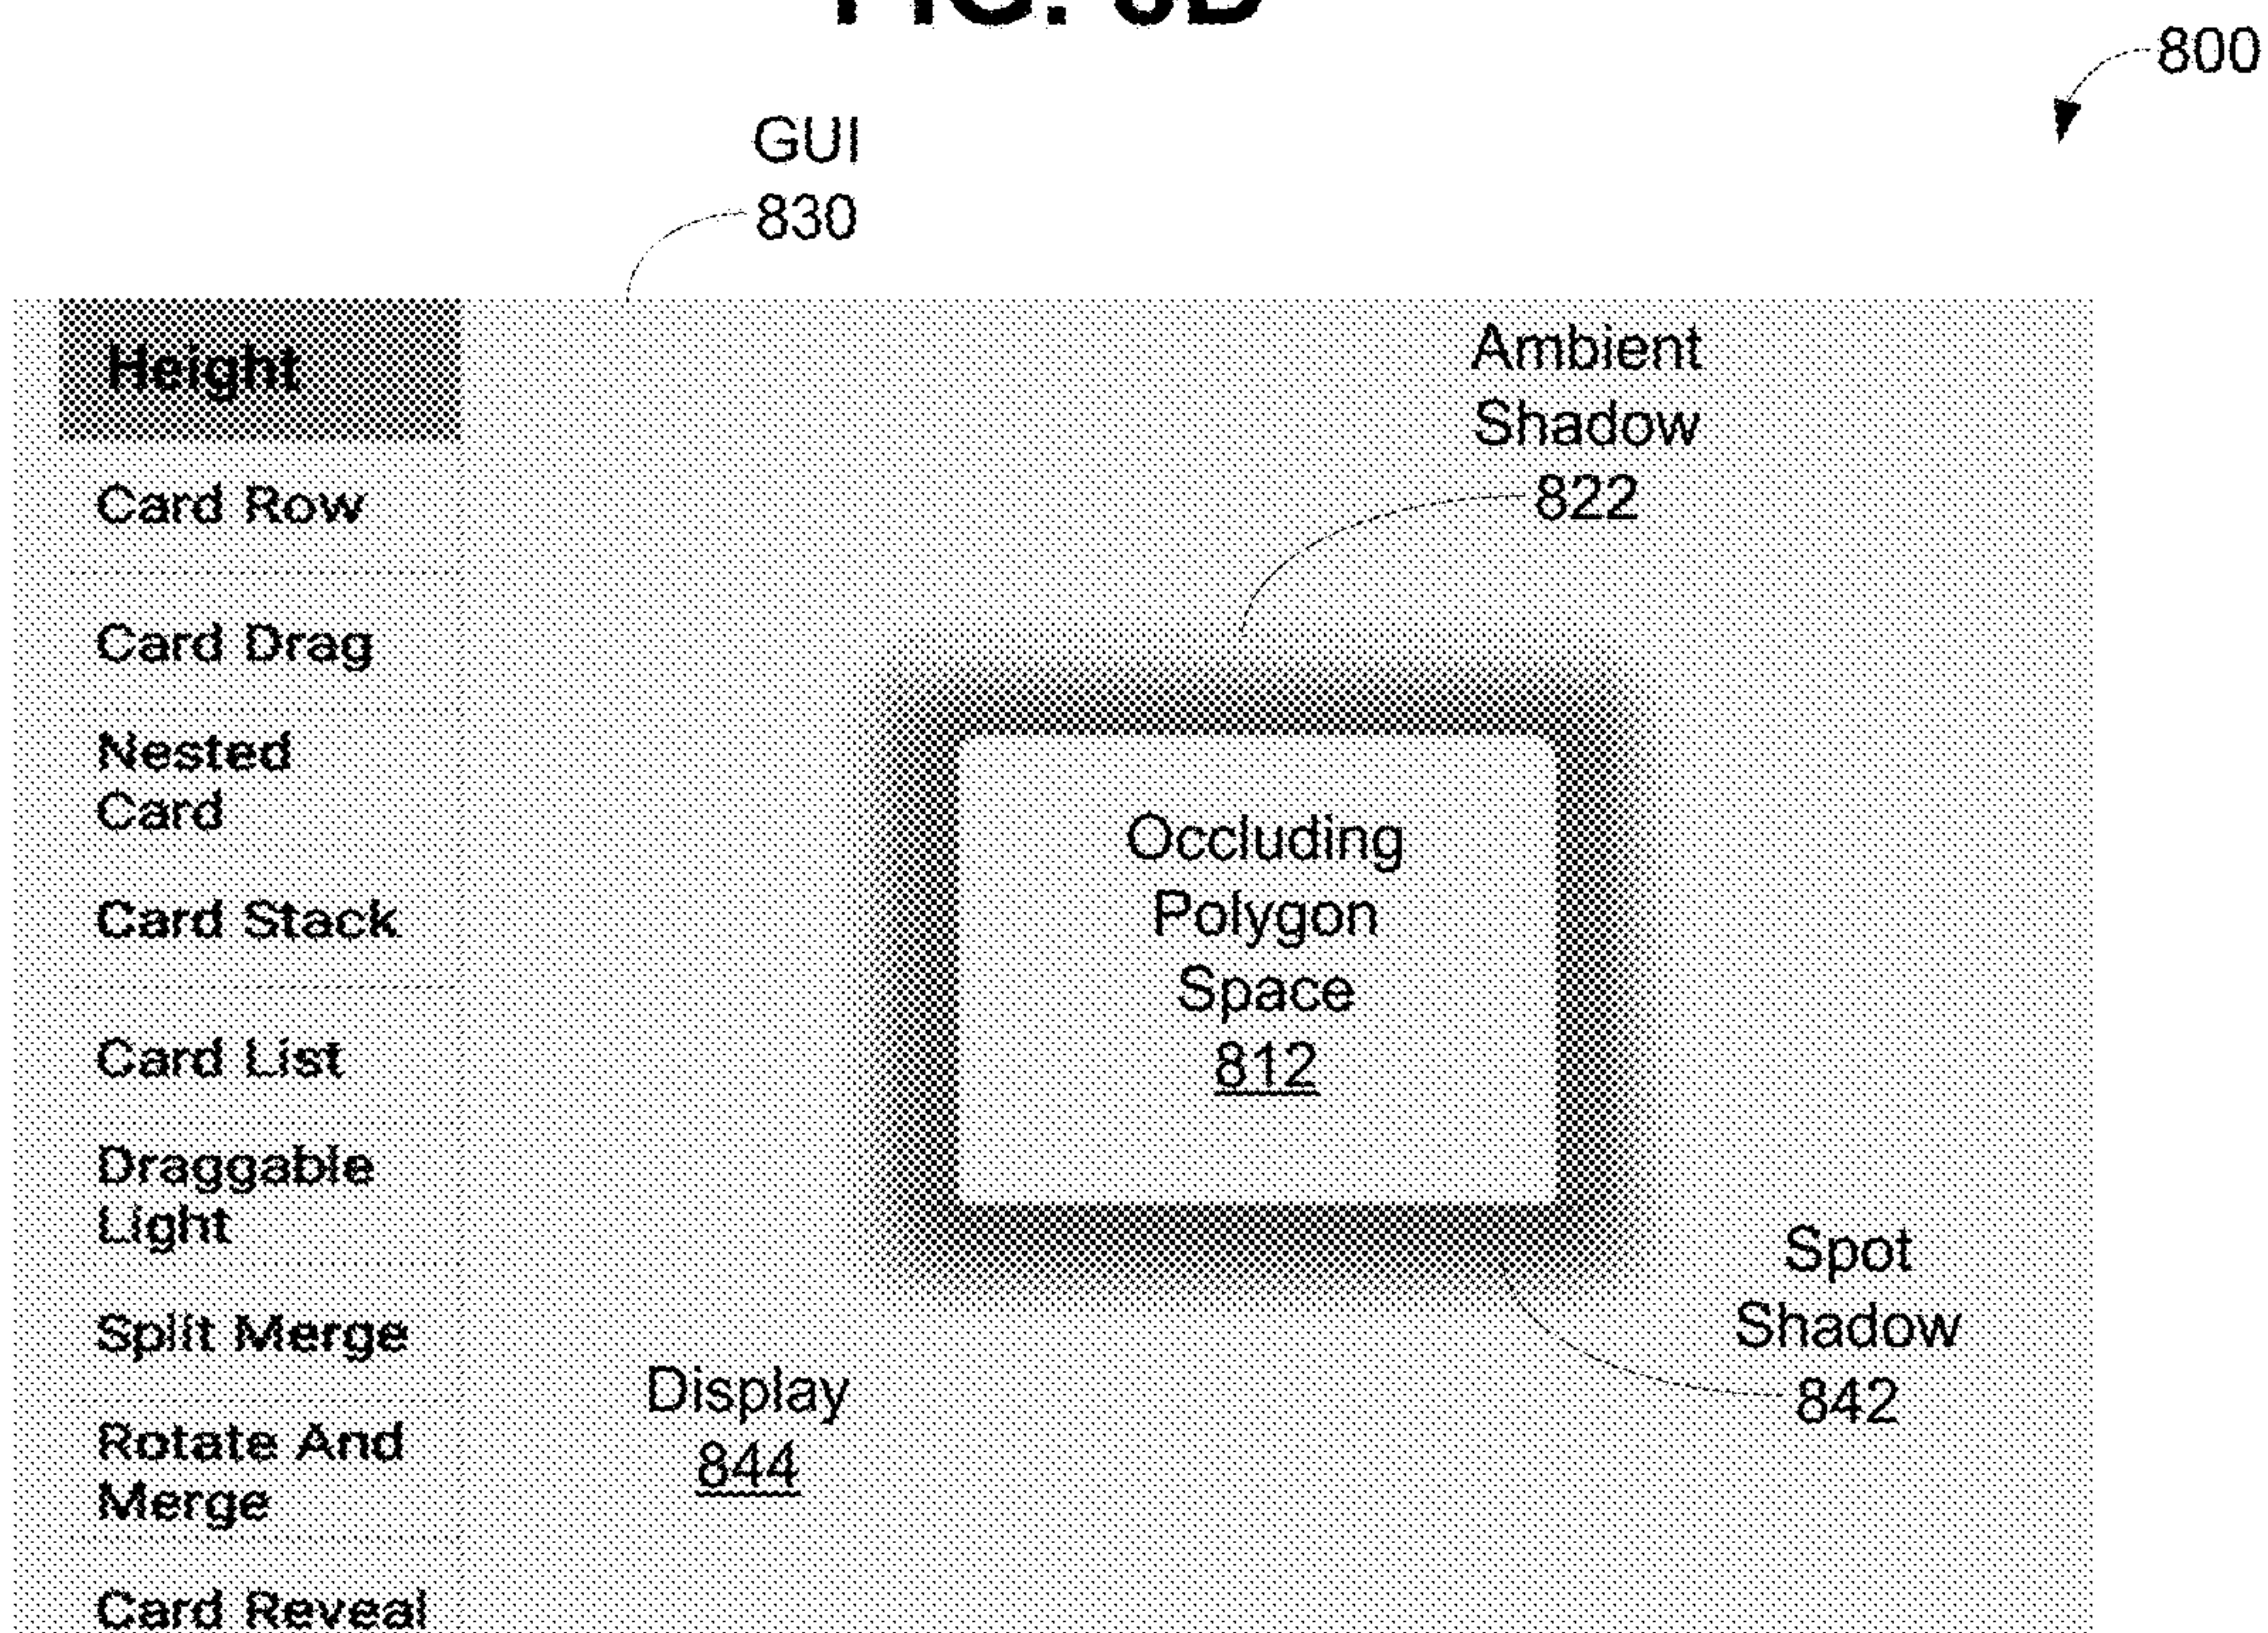 800
GUI
830
Height
Card Row
Card Drag
Nested
Card
Card Stack
Card List
Draggable
Light
Split Merge
Rotate And
Merge
Card Reveal
Ambient
Shadow
822
Occluding
Polygon
Space
812
Spot
Shadow
842
Display
844